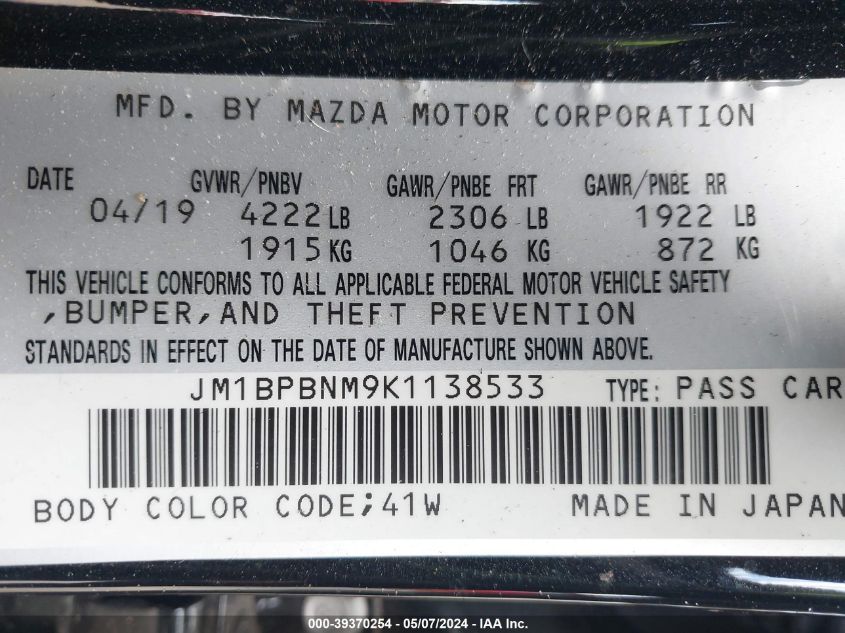 MFD. BY MAZDA MOTOR CORPORATION
DATE GVWR/PNBV GAWR/PNBE FRT GAWR/PNBE RR
04/19 4222 LB 2306 LB 1922 LB
1915 KG 1046 KG 872 KG
THIS VEHICLE CONFORMS TO ALL APPLICABLE FEDERAL MOTOR VEHICLE SAFETY
,BUMPER,AND THEFT PREVENTION
STANDARDS IN EFFECT ON THE DATE OF MANUFACTURE SHOWN ABOVE.
JM1BPBNM9K1138533 TYPE: PASS CAR
BODY COLOR CODE;41W MADE IN JAPAN
000-39370254 - 05/07/2024 - IAA Inc.